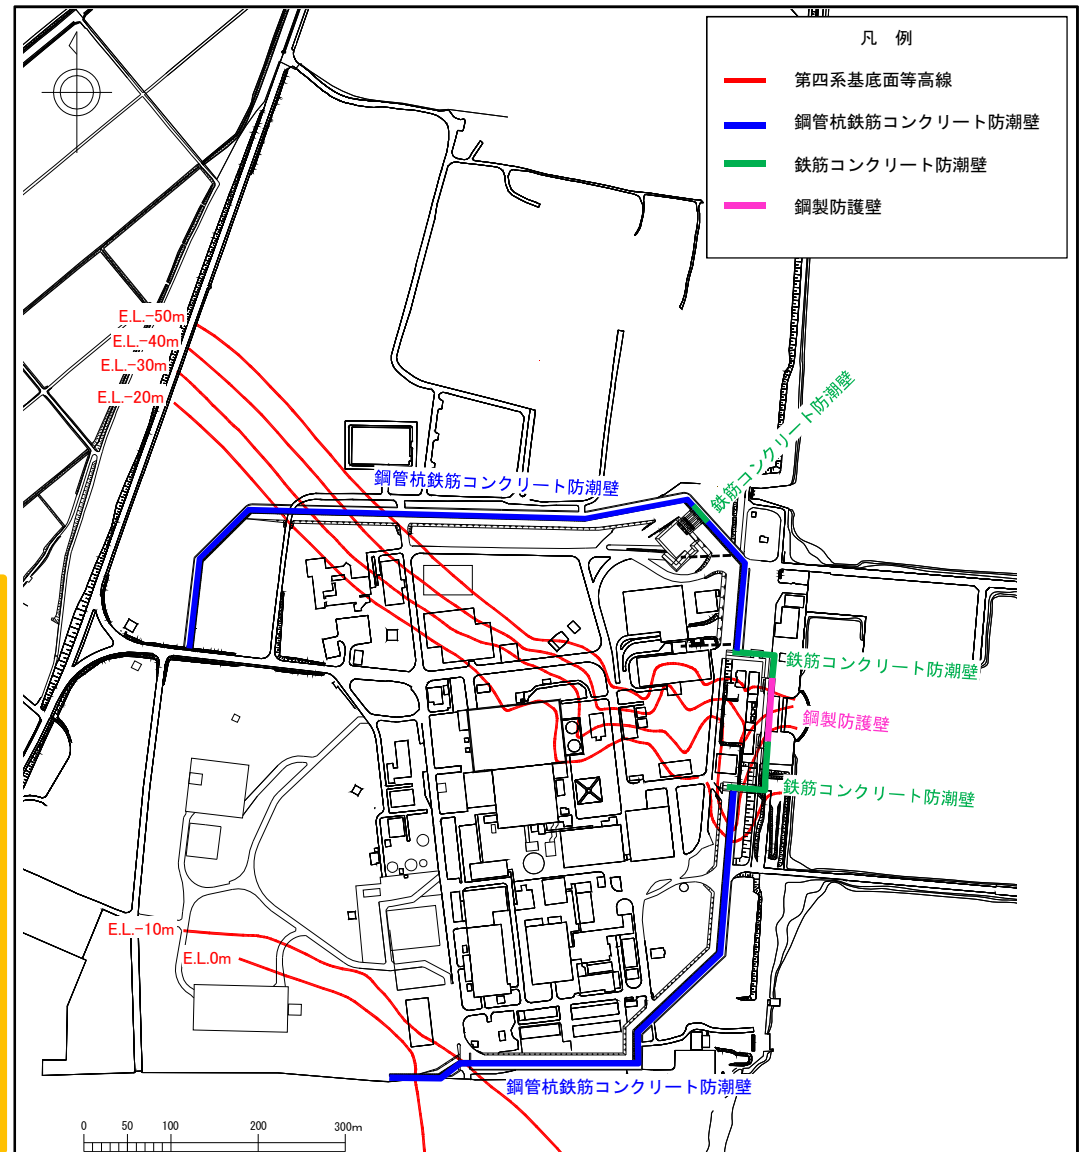 凡 例
第四系基底面等高線
鋼管杭鉄筋コンクリート防潮壁
鉄筋コンクリート防潮壁
鋼製防護壁
E.L.-50m
E.L.-40m
E.L.-30m
E.L.-20m
鋼管杭鉄筋コンクリート防潮壁
鉄筋コンクリート防潮壁
鉄筋コンクリート防潮壁
鋼製防護壁
鉄筋コンクリート防潮壁
E.L.-10m
E.L.0m
鋼管杭鉄筋コンクリート防潮壁
0 50 100 200 300m